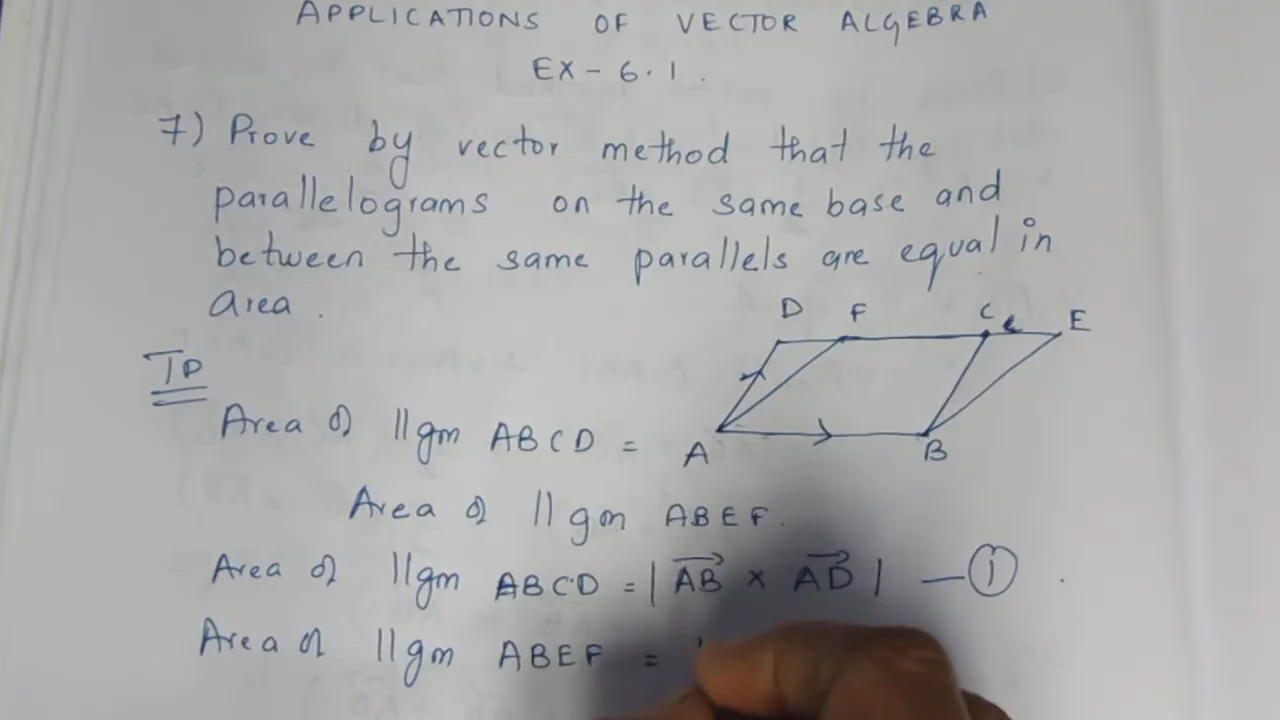 APPLICATIONS OF VECTOR ALGEBRA
EX - 6.1.
7) Prove by vector method that the
parallelograms on the same base and
between the same parallels are equal in
area.
D F C E
TP
Area of ||gm ABCD =
A B
Area of ||gm ABEF.
Area of ||gm ABCD = | AB × AD | — (i)
Area of ||gm ABEF =